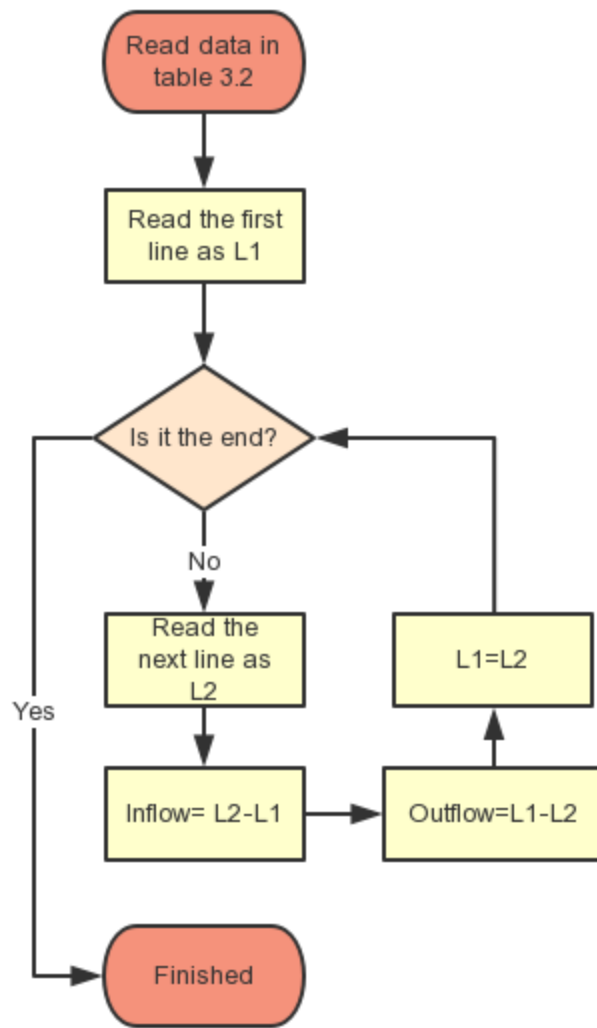 Read data in
table 3.2
Read the first
line as L1
Is it the end?
No
Read the
next line as
L2
L1=L2
Yes
Inflow= L2-L1
Outflow=L1-L2
Finished